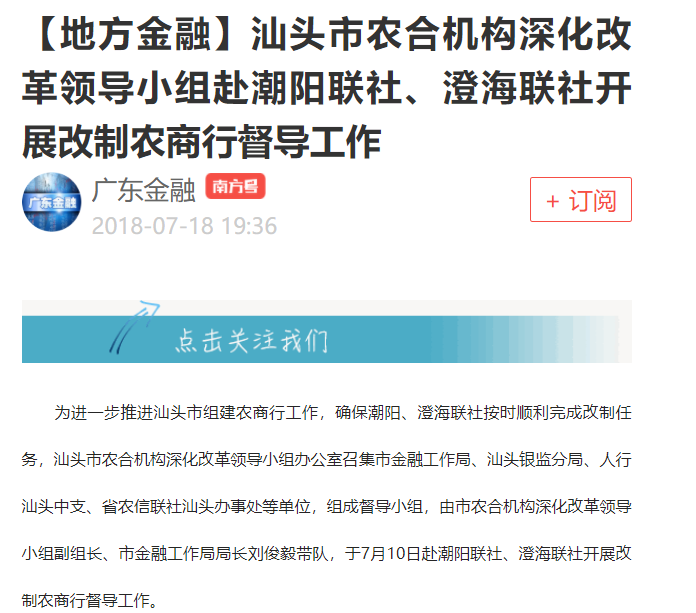 【地方金融】汕头市农合机构深化改
革领导小组赴潮阳联社、澄海联社开
展改制农商行督导工作
广东金融
广东金融 南方号
2018-07-18 19:36
+ 订阅
点击关注我们
为进一步推进汕头市组建农商行工作，确保潮阳、澄海联社按时顺利完成改制任
务，汕头市农合机构深化改革领导小组办公室召集市金融工作局、汕头银监分局、人行
汕头中支、省农信联社汕头办事处等单位，组成督导小组，由市农合机构深化改革领导
小组副组长、市金融工作局局长刘俊毅带队，于7月10日赴潮阳联社、澄海联社开展改
制农商行督导工作。